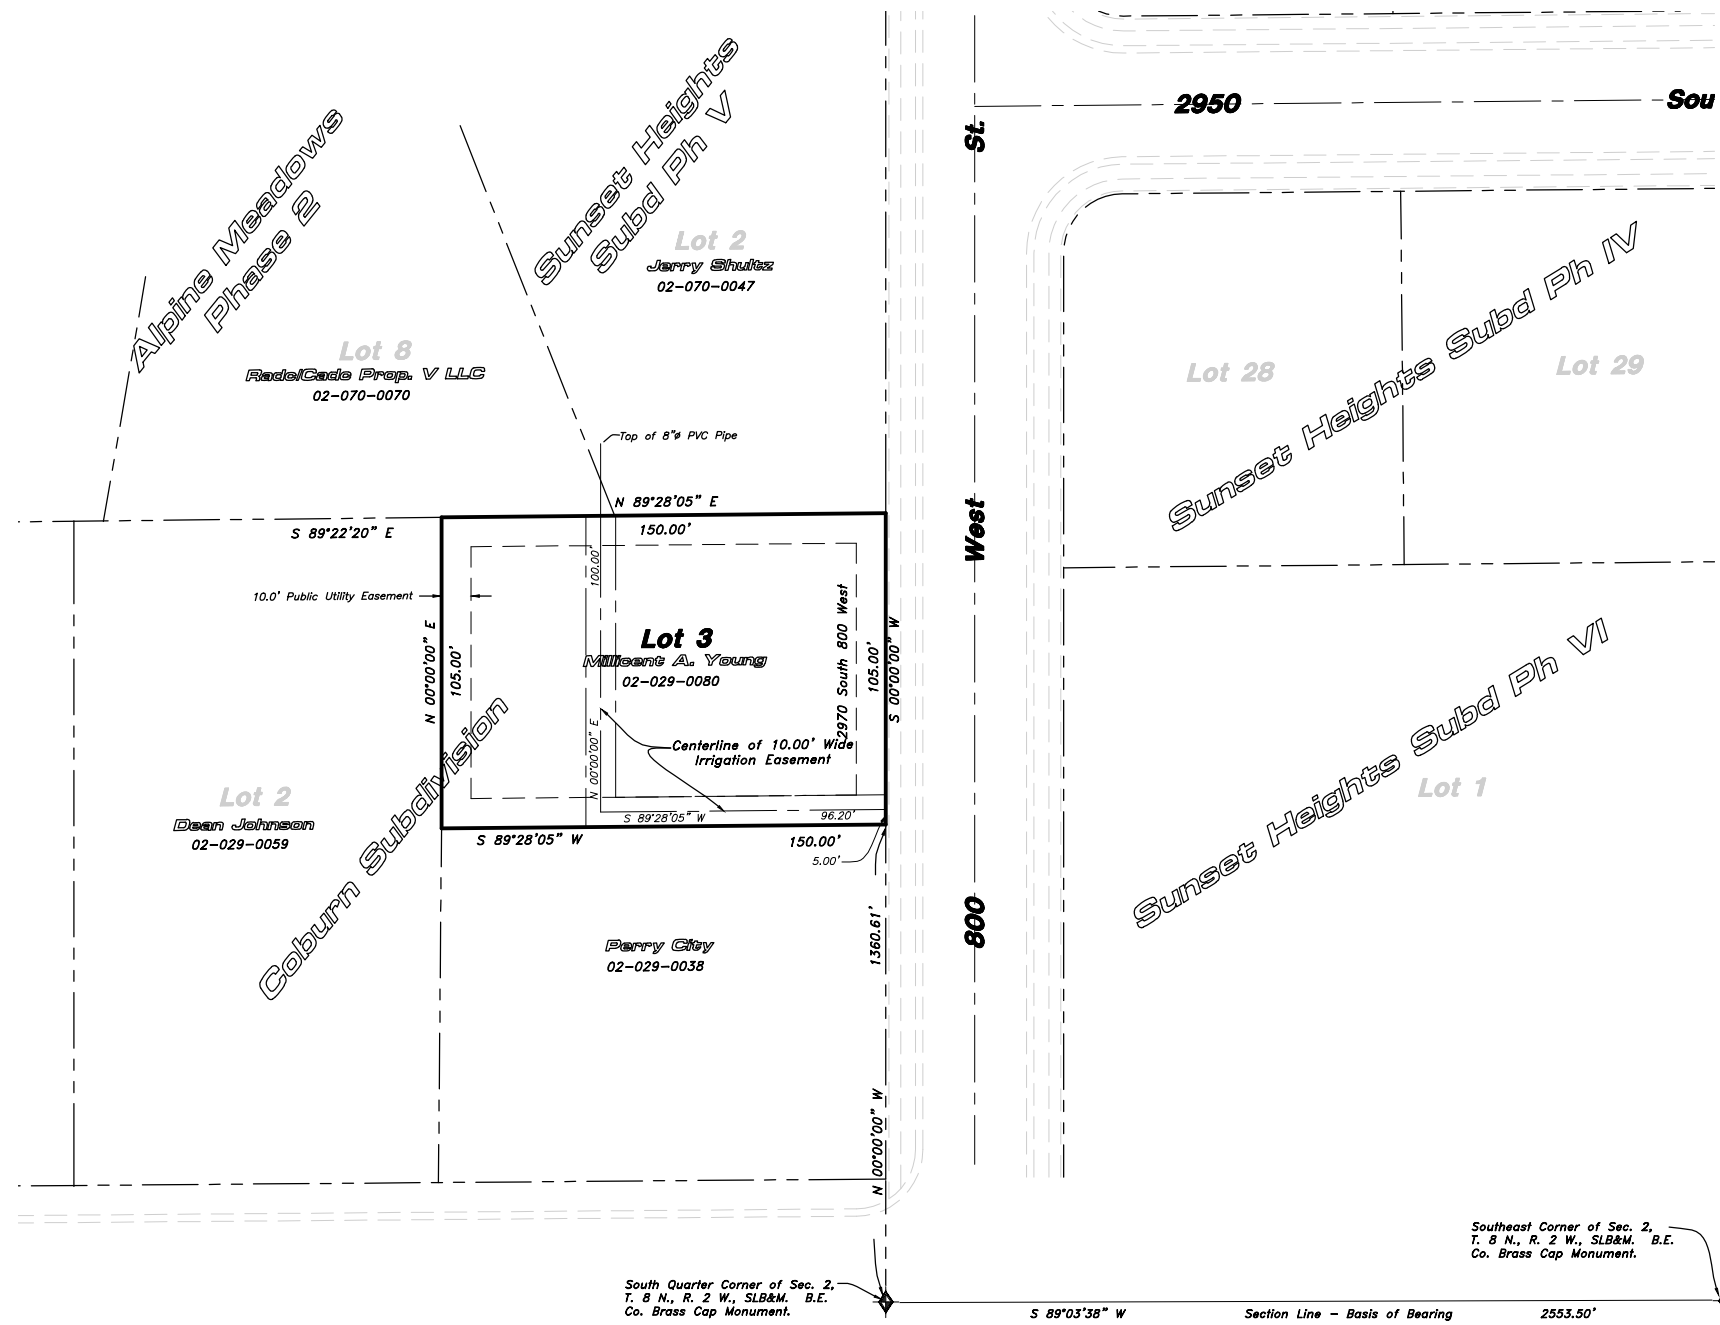 2950
Sou
St.
Alpine Meadows
Phase 2
Sunset Heights
Subd Ph V
Lot 2
Jerry Shultz
02-070-0047
Lot 8
Rade/Cade Prop. V LLC
02-070-0070
Sunset Heights Subd Ph IV
Lot 28
Lot 29
Top of 8"ø PVC Pipe
N 89°28'05" E
150.00'
S 89°22'20" E
West
100.00'
10.0' Public Utility Easement
N 00°00'00" E
105.00'
Lot 3
Millicent A. Young
02-029-0080
2970 South 800 West
105.00'
S 00°00'00" W
Centerline of 10.00' Wide
Irrigation Easement
N 00°00'00" E
S 89°28'05" W
96.20'
S 89°28'05" W
150.00'
5.00'
Sunset Heights Subd Ph VI
Lot 1
Lot 2
Dean Johnson
02-029-0059
Coburn Subdivision
800
1360.61'
Perry City
02-029-0038
N 00°00'00" W
Southeast Corner of Sec. 2,
T. 8 N., R. 2 W., SLB&M. B.E.
Co. Brass Cap Monument.
South Quarter Corner of Sec. 2,
T. 8 N., R. 2 W., SLB&M. B.E.
Co. Brass Cap Monument.
S 89°03'38" W
Section Line - Basis of Bearing
2553.50'